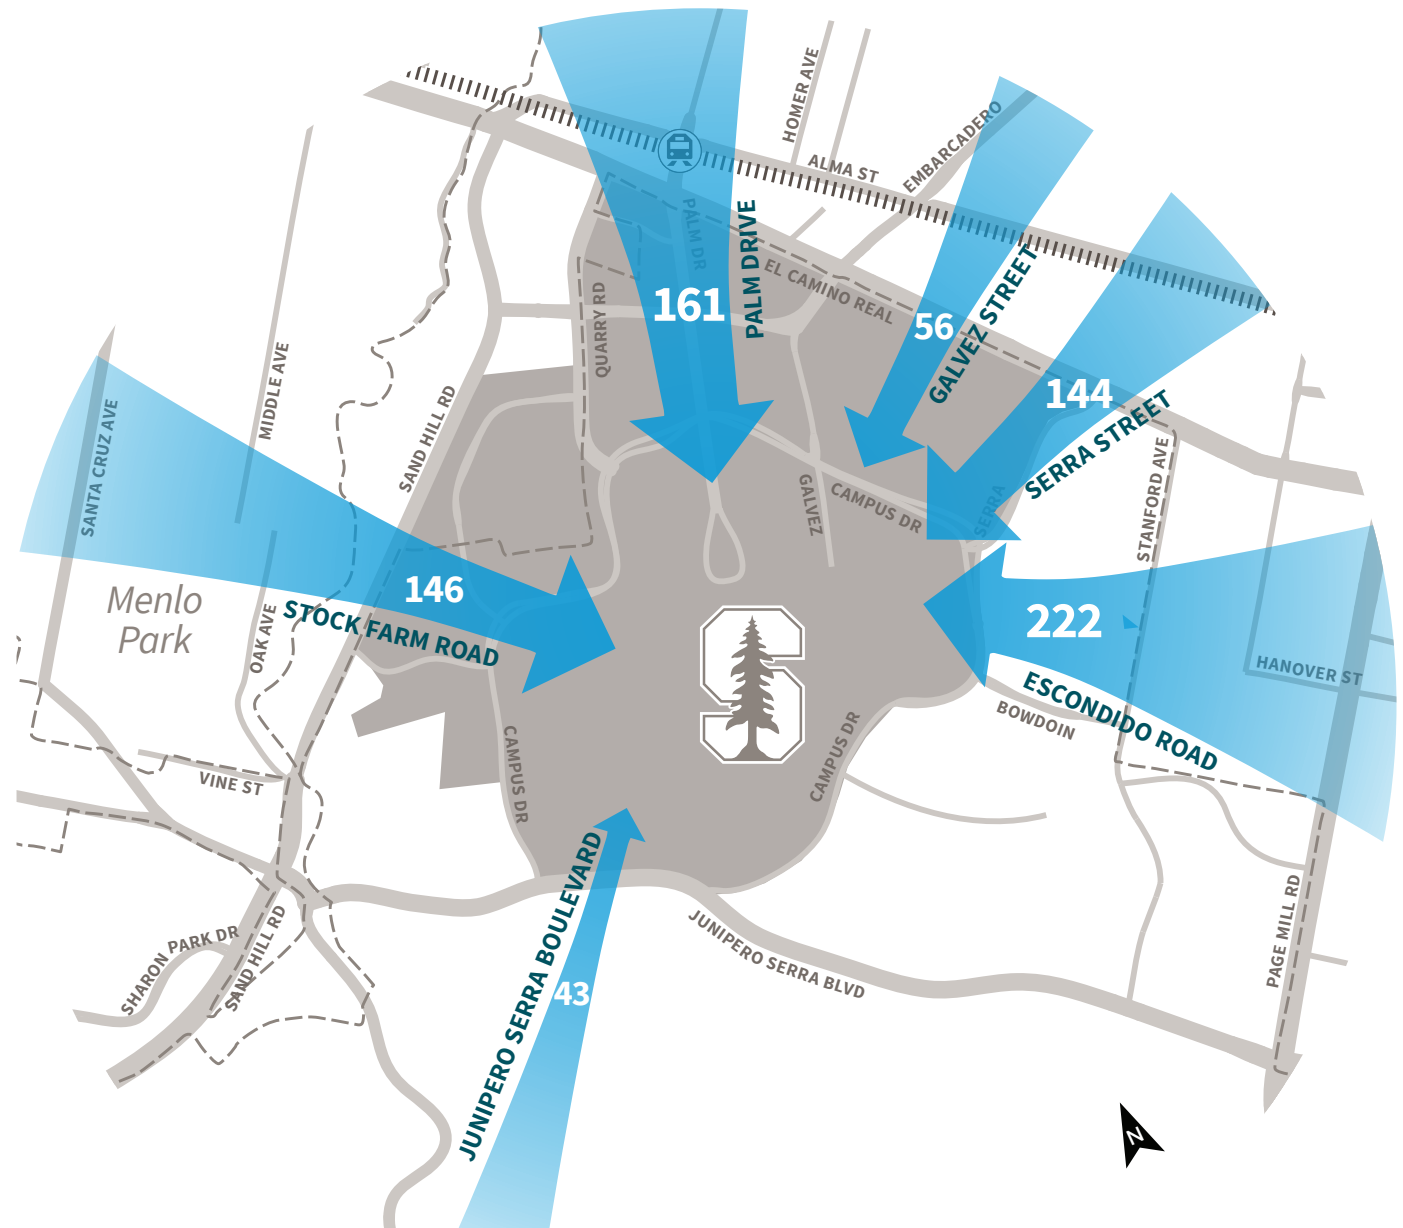 HOMER AVE
ALMA ST
EMBARCADERO
PALM DR
PALM DRIVE
161
EL CAMINO REAL
QUARRY RD
56
GALVEZ STREET
144
SERRA STREET
MIDDLE AVE
SANTA CRUZ AVE
SAND HILL RD
GALVEZ
CAMPUS DR
SERRA
STANFORD AVE
146
STOCK FARM ROAD
Menlo
Park
OAK AVE
222
ESCONDIDO ROAD
HANOVER ST
BOWDOIN
S
CAMPUS DR
CAMPUS DR
VINE ST
JUNIPERO SERRA BOULEVARD
43
JUNIPERO SERRA BLVD
PAGE MILL RD
SHARON PARK DR
SAND HILL RD
N